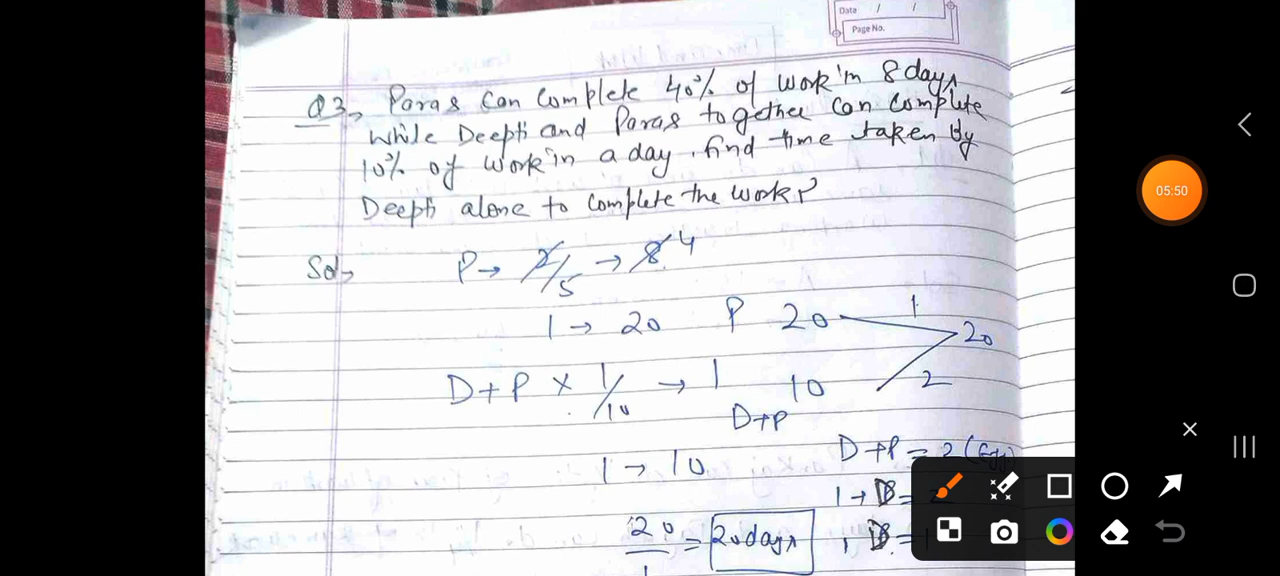 Date / /
Page No.
Q3, Paras can complete 40% of work in 8 days
while Deepti and Paras together can complete
10% of work in a day. find time taken by
Deepti alone to complete the work?
05:50
Sol,
P → 2/5 → 8 4
1 → 20 P 20 1 20
D+P × 1/10 → 1 10 2
D+P
D+P = 2
1 → 10
1 + D = 2
20/1 = 20 days , D = 1